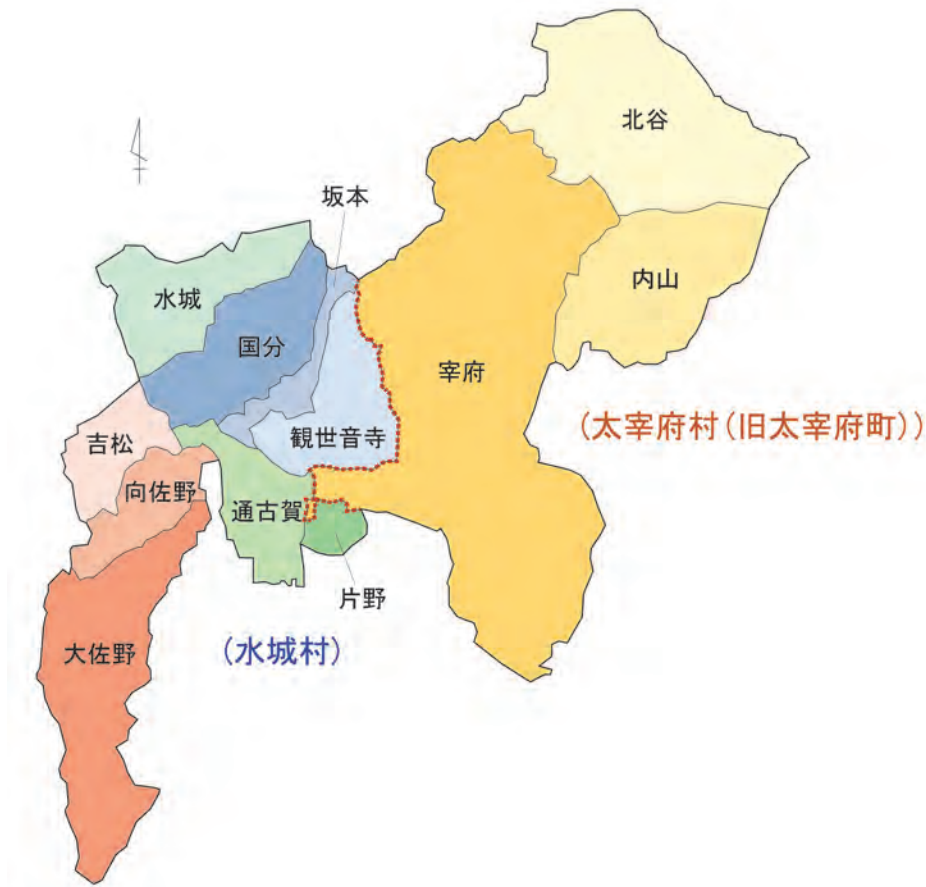 北谷
坂本
内山
水城
国分
宰府
(太宰府村(旧太宰府町))
吉松
観世音寺
向佐野
通古賀
片野
(水城村)
大佐野